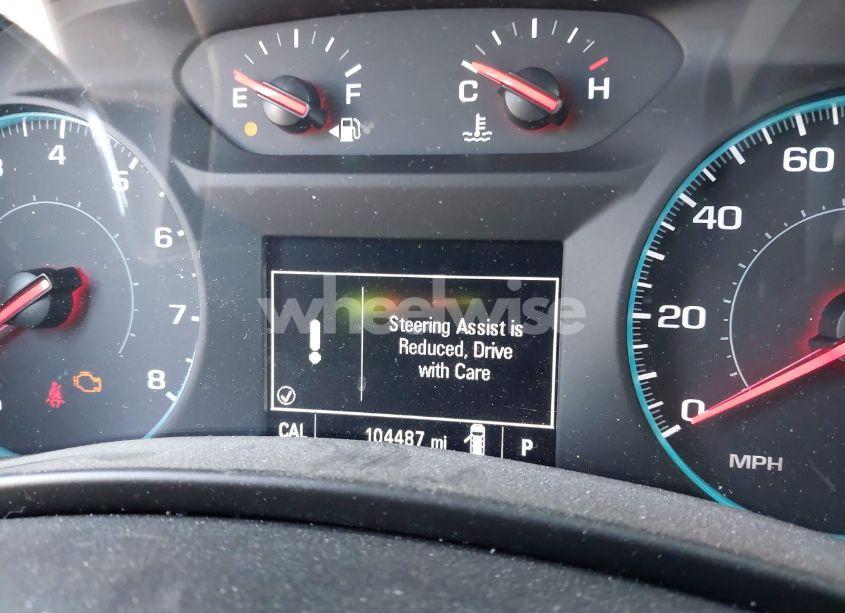 E F
C H
3 4 5 6 7 8
60
40
20
0
MPH
wheelwise
Steering Assist is
Reduced, Drive
with Care
CAL 104487 mi P